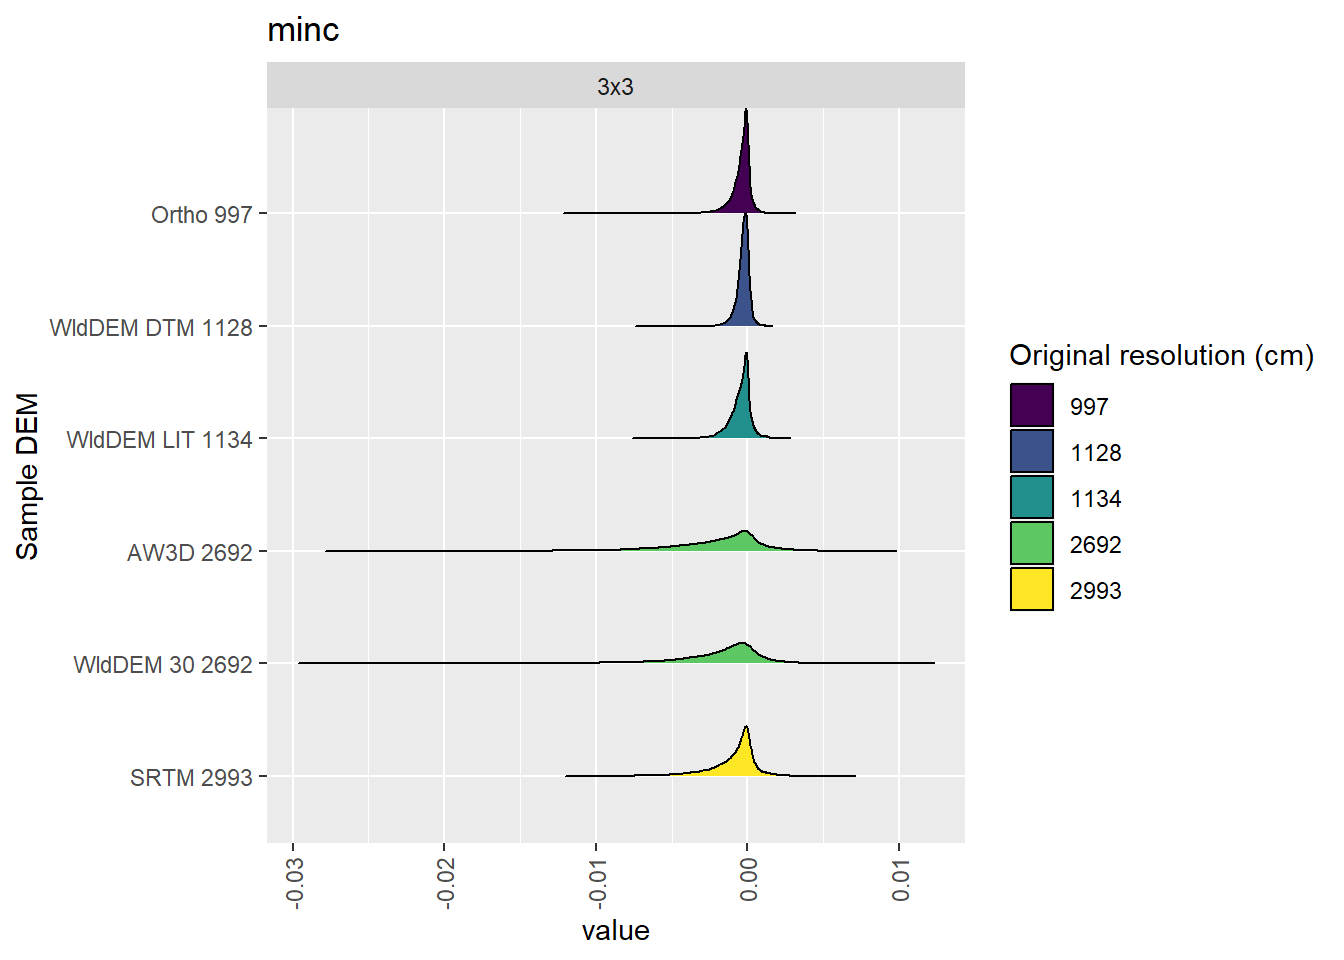 minc
3x3
Sample DEM
Ortho 997
WldDEM DTM 1128
WldDEM LIT 1134
AW3D 2692
WldDEM 30 2692
SRTM 2993
-0.03
-0.02
-0.01
0.00
0.01
value
Original resolution (cm)
997
1128
1134
2692
2993